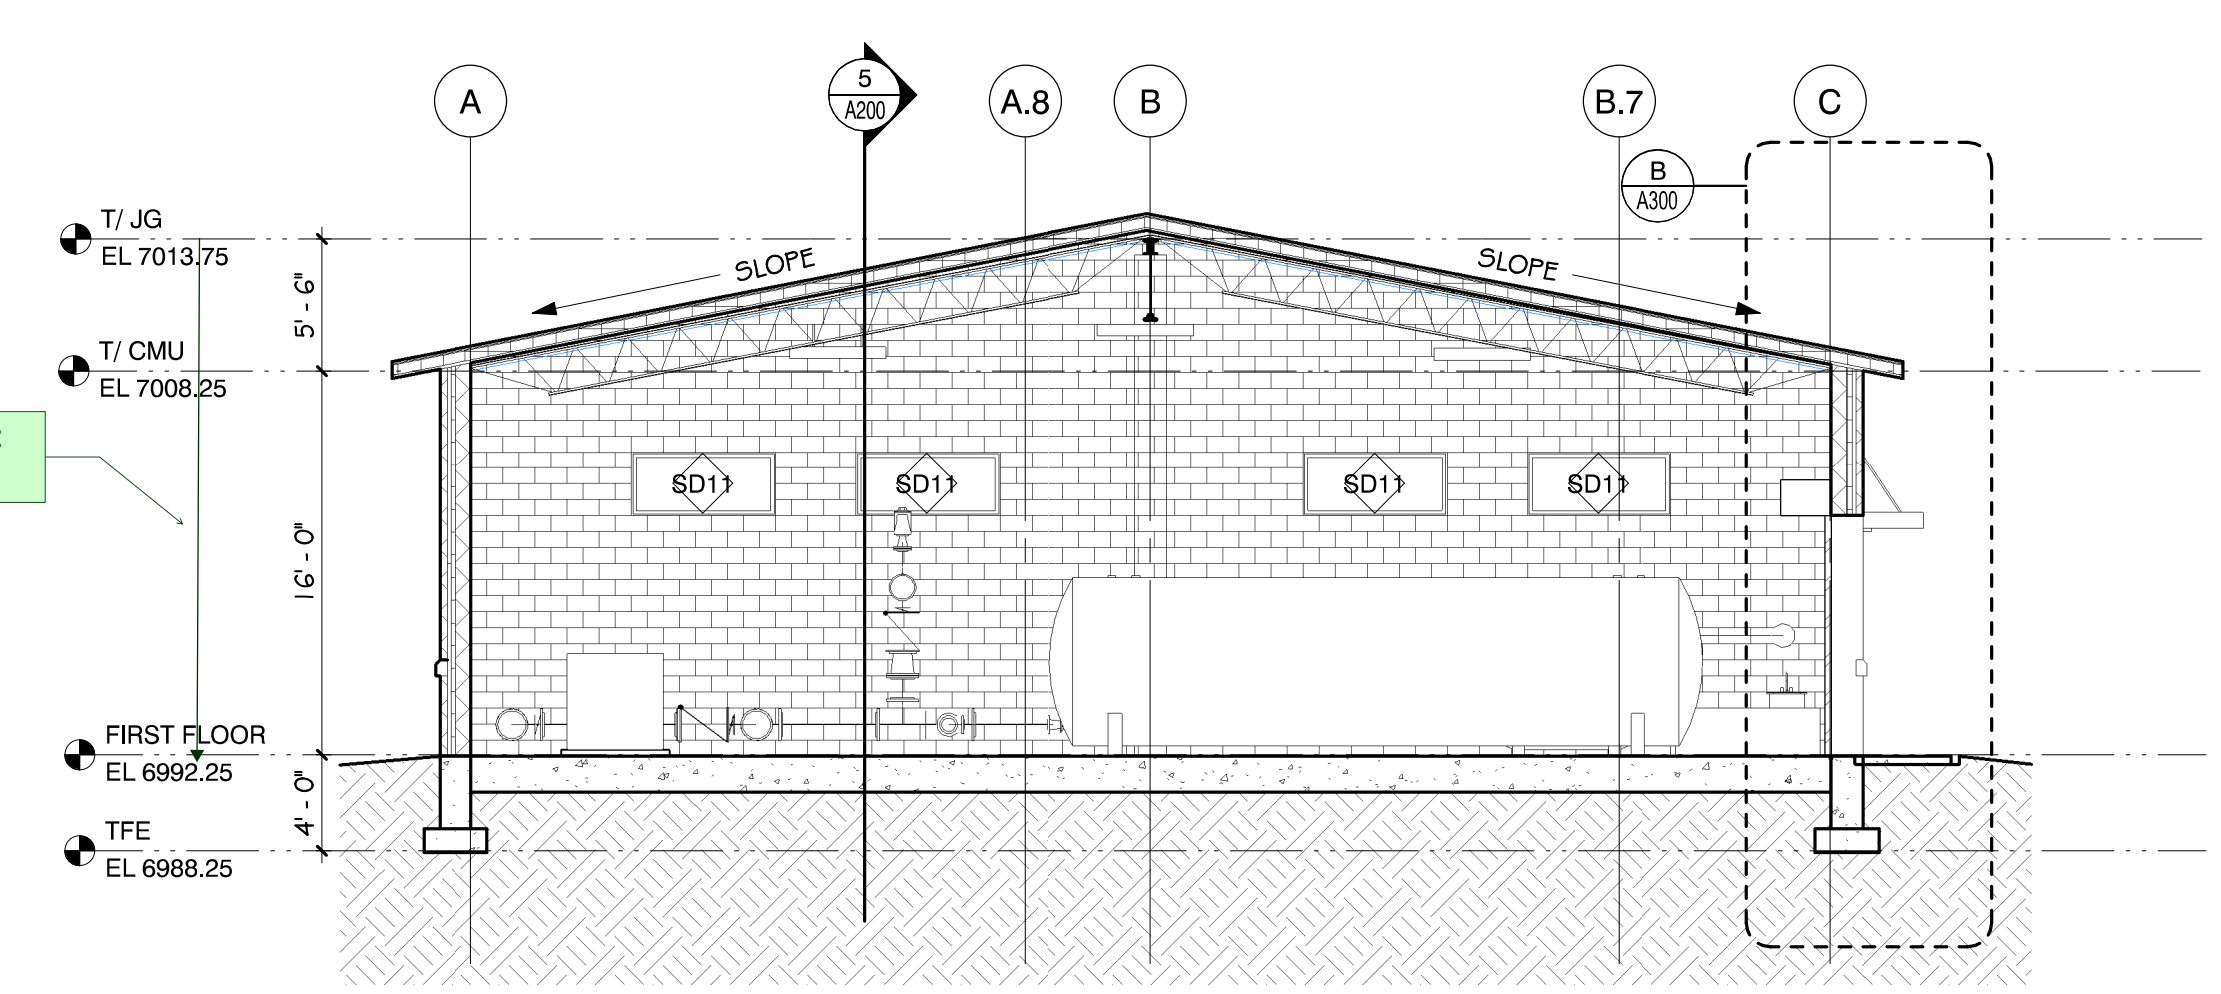 A
5
A200
A.8
B
B.7
C
B
A300
T/ JG
EL 7013.75
5' - 6"
SLOPE
SLOPE
T/ CMU
EL 7008.25
16' - 0"
SD11
SD11
SD11
SD11
FIRST FLOOR
EL 6992.25
4' - 0"
TFE
EL 6988.25